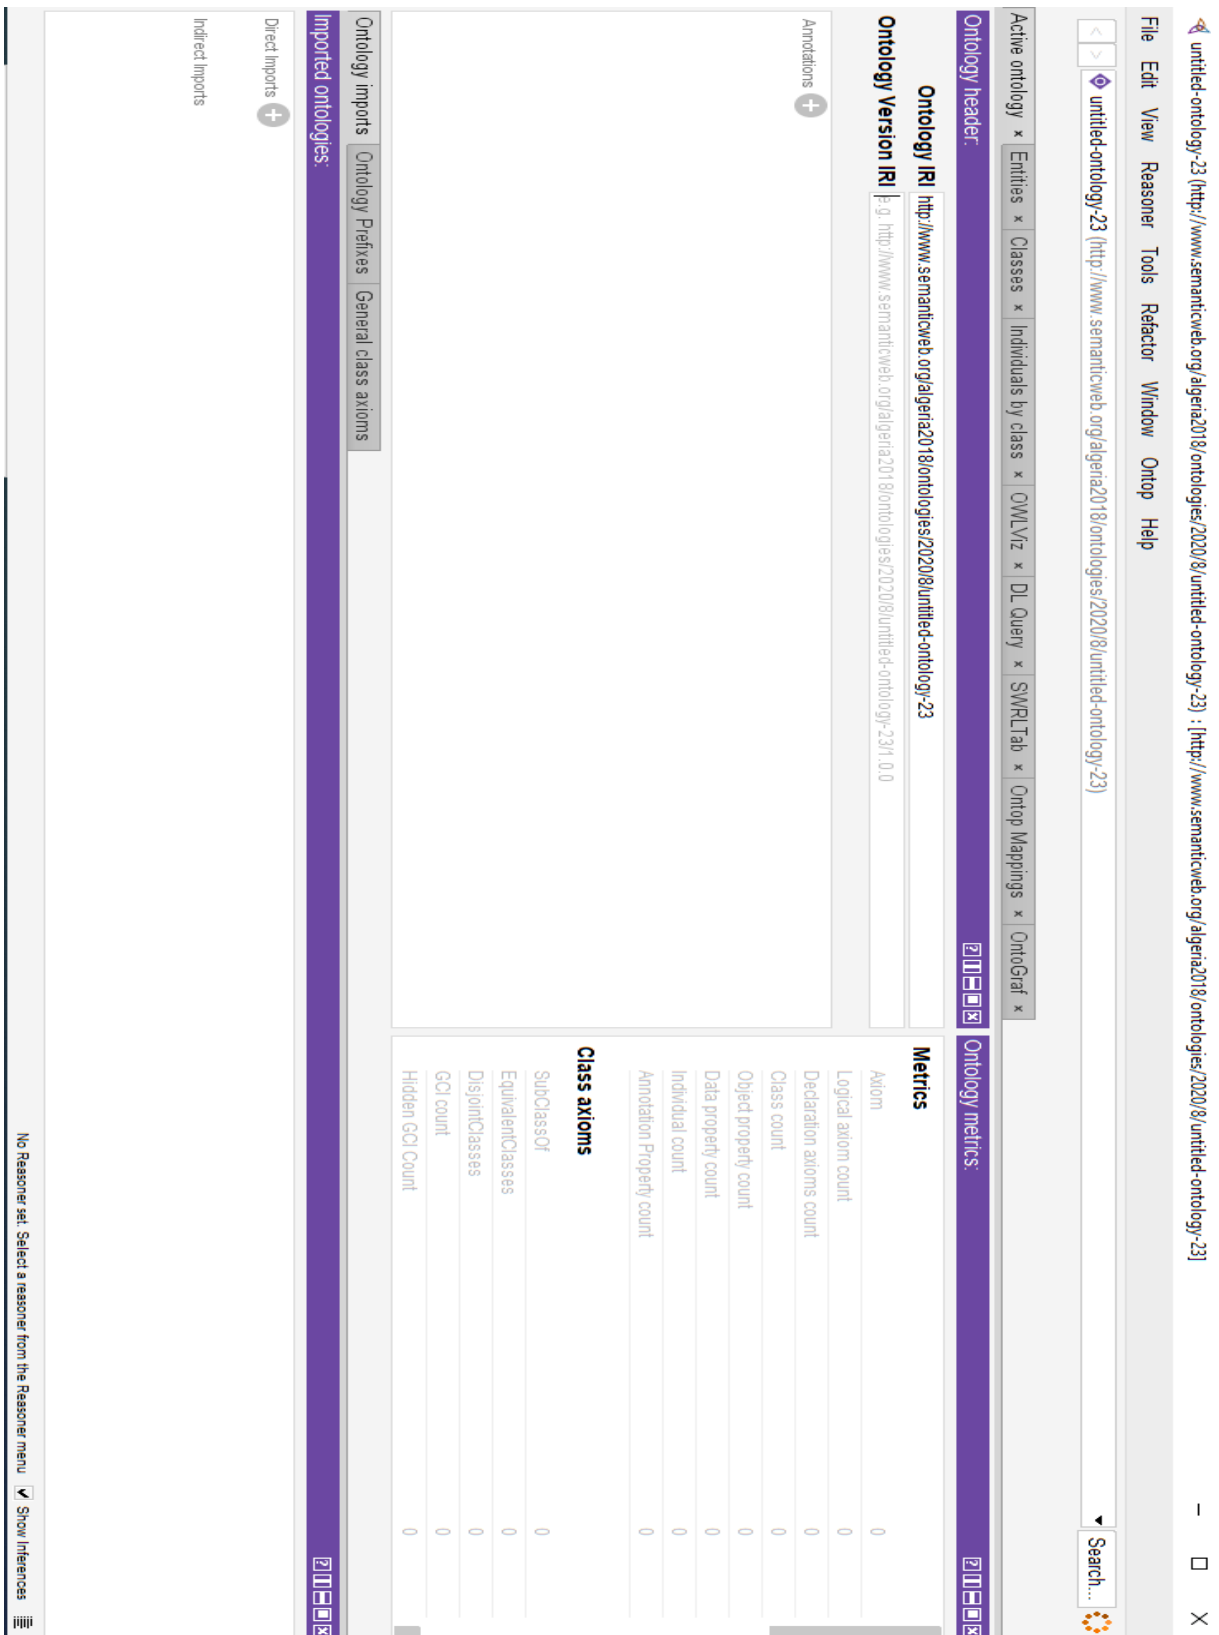 untitled-ontology-23 (http://www.semanticweb.org/algeria2018/ontologies/2020/8/untitled-ontology-23) : [http://www.semanticweb.org/algeria2018/ontologies/2020/8/untitled-ontology-23]
File Edit View Reasoner Tools Refactor Window Ontop Help
< > untitled-ontology-23 (http://www.semanticweb.org/algeria2018/ontologies/2020/8/untitled-ontology-23) Search...
Active ontology × Entities × Classes × Individuals by class × OWLViz × DL Query × SWRLTab × Ontop Mappings × OntoGraf ×
Ontology header:
Ontology IRI http://www.semanticweb.org/algeria2018/ontologies/2020/8/untitled-ontology-23
Ontology Version IRI e.g. http://www.semanticweb.org/algeria2018/ontologies/2020/8/untitled-ontology-23/1.0.0
Annotations
Ontology metrics:
Metrics
Axiom 0
Logical axiom count 0
Declaration axioms count 0
Class count 0
Object property count 0
Data property count 0
Individual count 0
Annotation Property count 0
Class axioms
SubClassOf 0
EquivalentClasses 0
DisjointClasses 0
GCI count 0
Hidden GCI Count 0
Ontology imports Ontology Prefixes General class axioms
Imported ontologies:
Direct Imports
Indirect Imports
No Reasoner set. Select a reasoner from the Reasoner menu Show Inferences